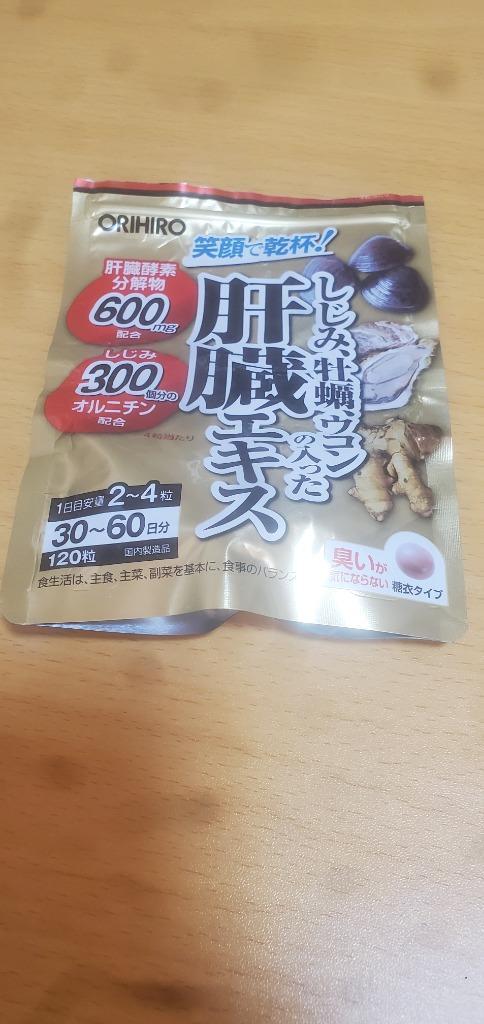 ORIHIRO
笑顔で乾杯!
肝臓酵素
分解物
600mg
配合
しじみ
300個分の
オルニチン
配合
4粒当たり
しじみ、牡蠣、ウコン
の入った
肝臓エキス
1日目安量 2〜4粒
30〜60日分
120粒 国内製造品
臭いが
気にならない 糖衣タイプ
食生活は、主食、主菜、副菜を基本に、食事のバランス